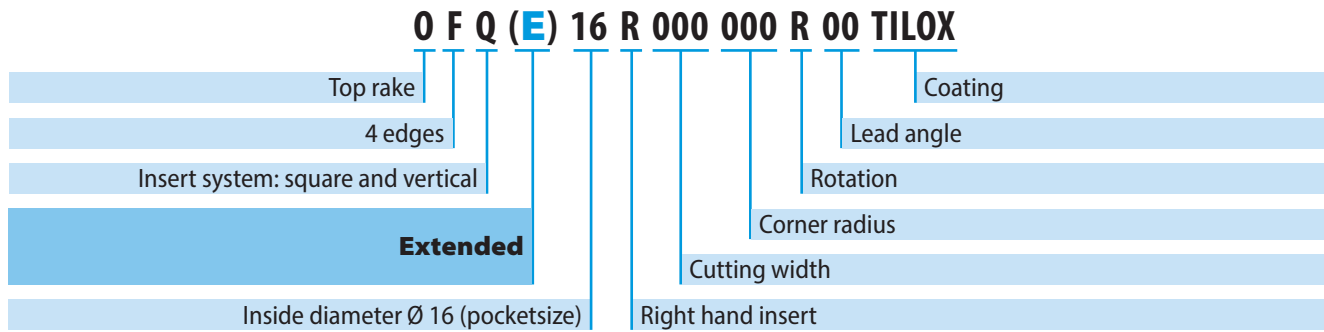 O F Q (E) 16 R 000 000 R 00 TILOX
Top rake
Coating
4 edges
Lead angle
Insert system: square and vertical
Rotation
Corner radius
Extended
Cutting width
Inside diameter Ø 16 (pocketsize)
Right hand insert